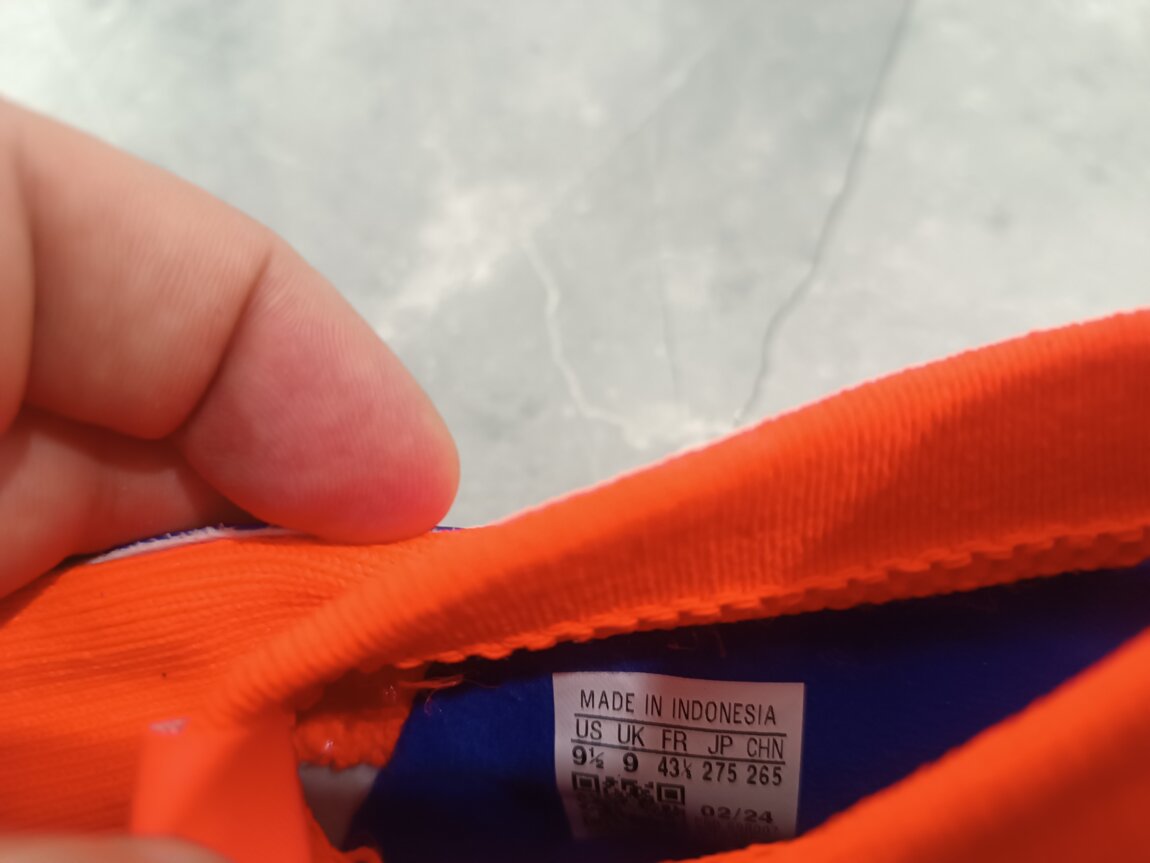 MADE IN INDONESIA
US UK FR JP CHN
9½ 9 43⅓ 275 265
02/24